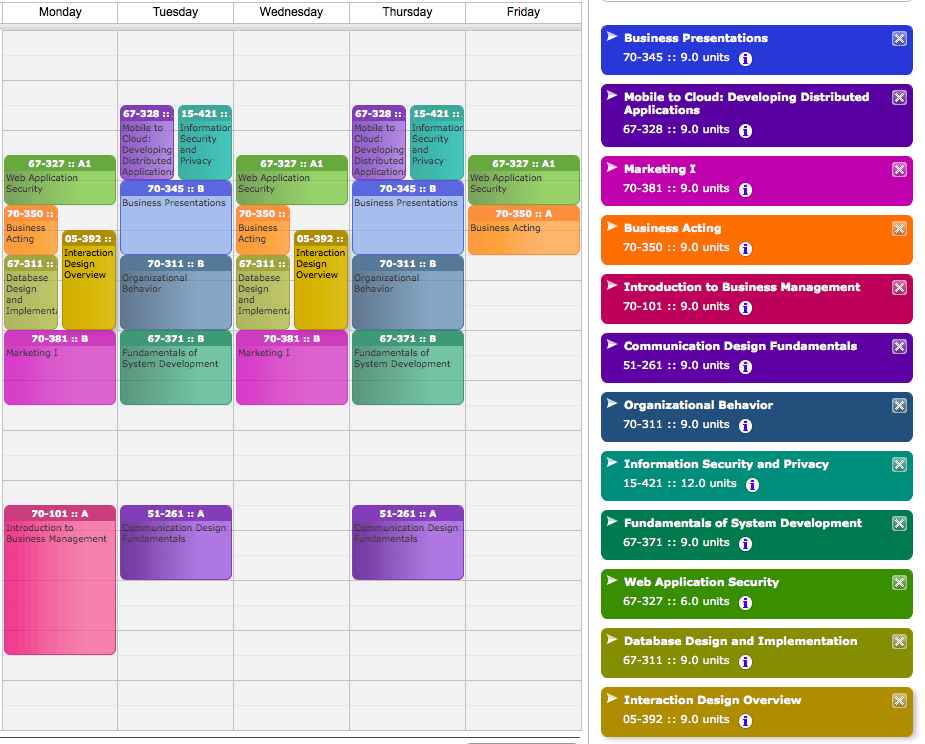 Monday Tuesday Wednesday Thursday Friday
67-328 ::
Mobile to
Cloud:
Developing
Distributed
Applications
15-421 ::
Information
Security
and
Privacy
67-328 ::
Mobile to
Cloud:
Developing
Distributed
Applications
15-421 ::
Information
Security
and
Privacy
67-327 :: A1
Web Application
Security
67-327 :: A1
Web Application
Security
67-327 :: A1
Web Application
Security
70-345 :: B
Business Presentations
70-345 :: B
Business Presentations
70-350 ::
Business
Acting
70-350 ::
Business
Acting
70-350 :: A
Business Acting
05-392 ::
Interaction
Design
Overview
05-392 ::
Interaction
Design
Overview
67-311 ::
Database
Design
and
Implementa
70-311 :: B
Organizational
Behavior
67-311 ::
Database
Design
and
Implementa
70-311 :: B
Organizational
Behavior
70-381 :: B
Marketing I
67-371 :: B
Fundamentals of
System Development
70-381 :: B
Marketing I
67-371 :: B
Fundamentals of
System Development
70-101 :: A
Introduction to
Business Management
51-261 :: A
Communication Design
Fundamentals
51-261 :: A
Communication Design
Fundamentals
Business Presentations
70-345 :: 9.0 units i
Mobile to Cloud: Developing Distributed
Applications
67-328 :: 9.0 units i
Marketing I
70-381 :: 9.0 units i
Business Acting
70-350 :: 9.0 units i
Introduction to Business Management
70-101 :: 9.0 units i
Communication Design Fundamentals
51-261 :: 9.0 units i
Organizational Behavior
70-311 :: 9.0 units i
Information Security and Privacy
15-421 :: 12.0 units i
Fundamentals of System Development
67-371 :: 9.0 units i
Web Application Security
67-327 :: 6.0 units i
Database Design and Implementation
67-311 :: 9.0 units i
Interaction Design Overview
05-392 :: 9.0 units i